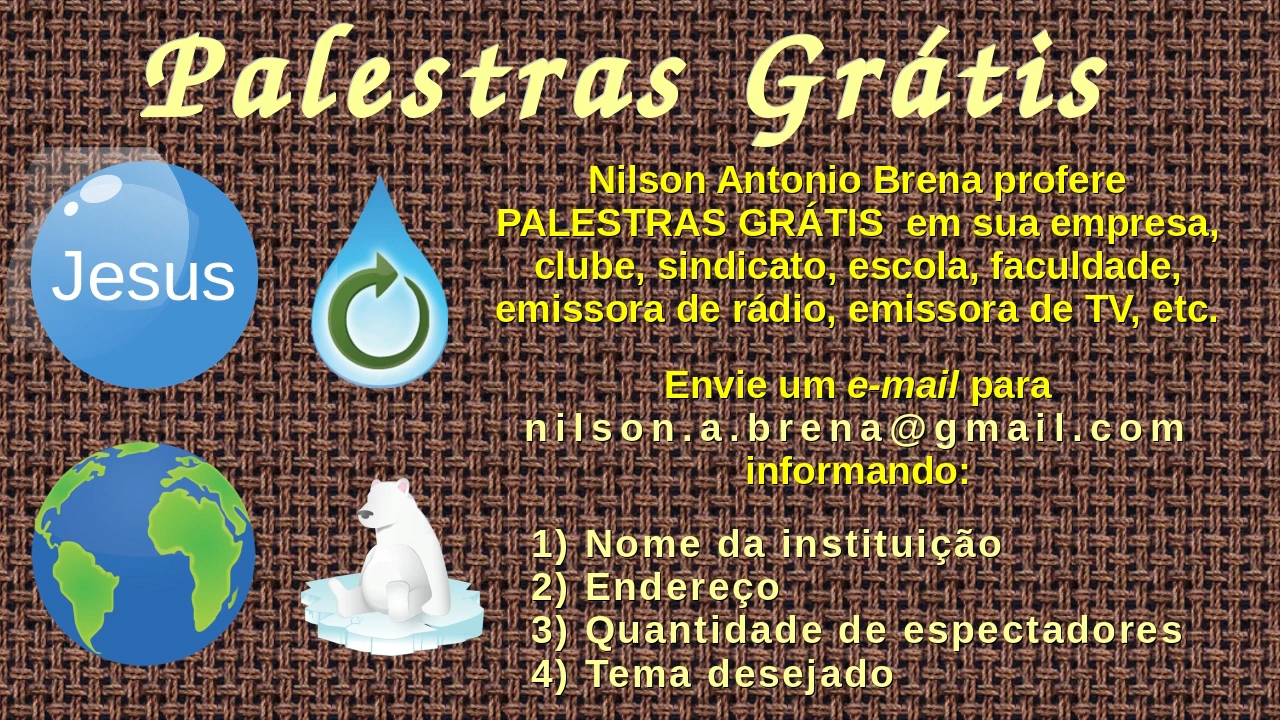 Palestras Grátis
Jesus
Nilson Antonio Brena profere
PALESTRAS GRÁTIS em sua empresa,
clube, sindicato, escola, faculdade,
emissora de rádio, emissora de TV, etc.
Envie um e-mail para
nilson.a.brena@gmail.com
informando:
1) Nome da instituição
2) Endereço
3) Quantidade de espectadores
4) Tema desejado